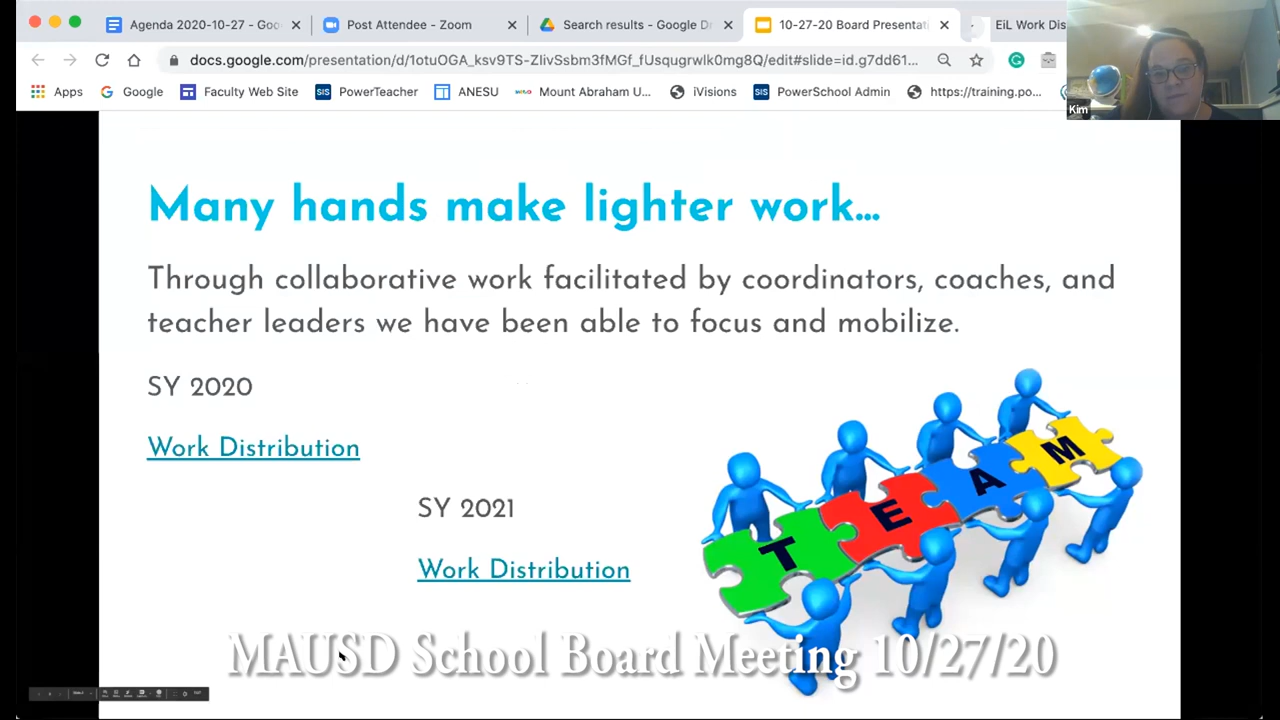 Agenda 2020-10-27 - Goo
Post Attendee - Zoom
Search results - Google Dr
10-27-20 Board Presentati
EiL Work Dis
docs.google.com/presentation/d/1otuOGA_ksv9TS-ZIivSsbm3fMGf_fUsqugrwlk0mg8Q/edit#slide=id.g7dd61...
Apps
Google
Faculty Web Site
PowerTeacher
ANESU
Mount Abraham U...
iVisions
PowerSchool Admin
https://training.po...
Kim
Many hands make lighter work...
Through collaborative work facilitated by coordinators, coaches, and
teacher leaders we have been able to focus and mobilize.
SY 2020
Work Distribution
SY 2021
Work Distribution
TEAM
MAUSD School Board Meeting 10/27/20